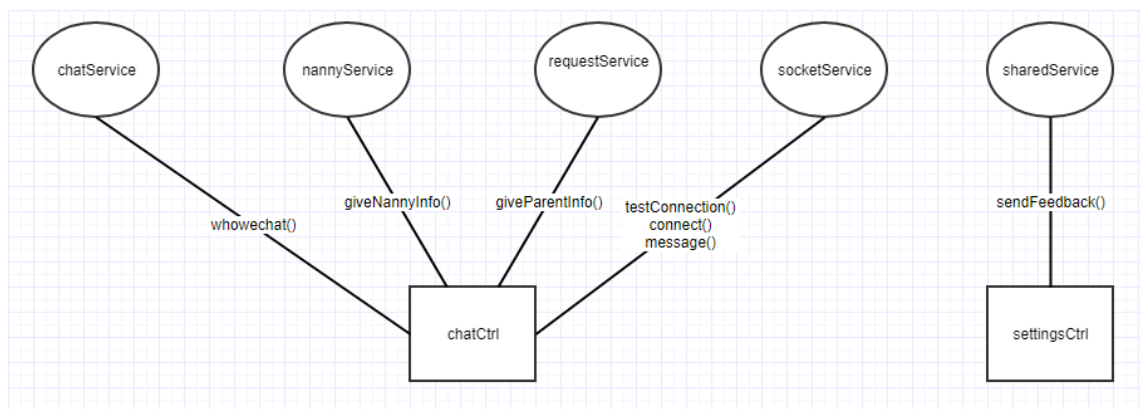 chatService
nannyService
requestService
socketService
sharedService
whowechat()
giveNannyInfo()
giveParentInfo()
testConnection()
connect()
message()
sendFeedback()
chatCtrl
settingsCtrl